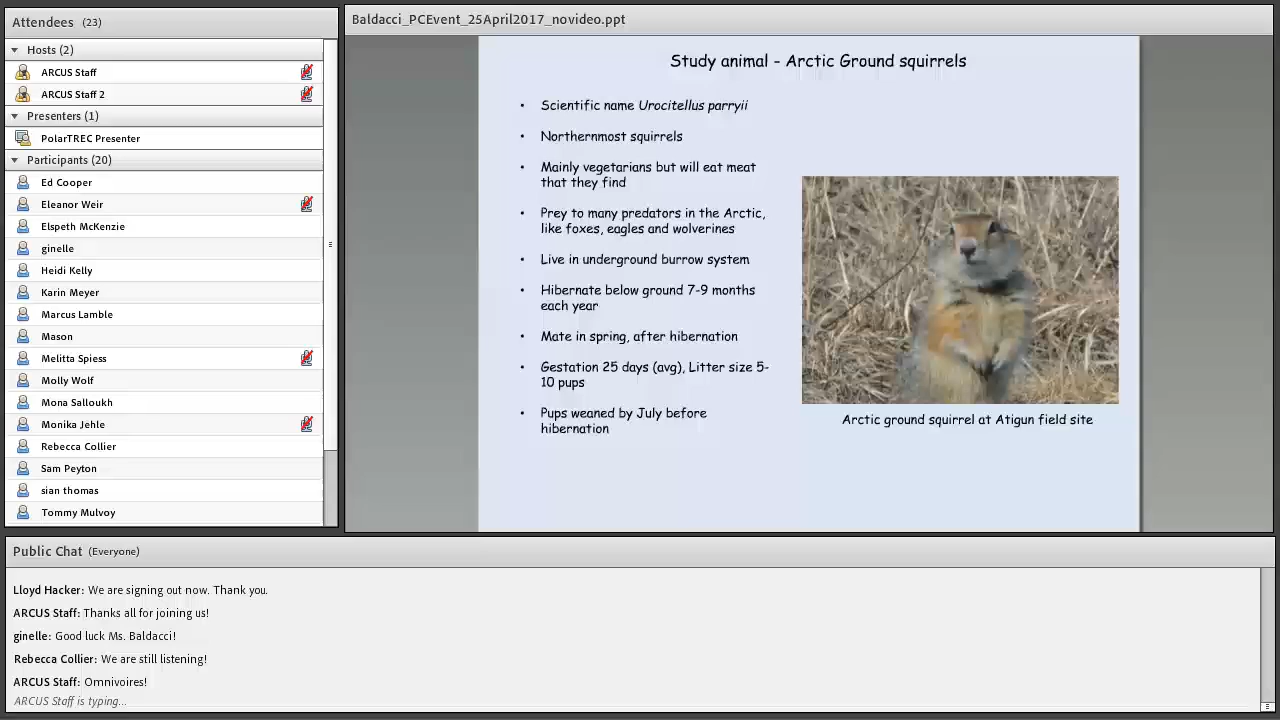 Attendees (23)
Hosts (2)
ARCUS Staff
ARCUS Staff 2
Presenters (1)
PolarTREC Presenter
Participants (20)
Ed Cooper
Eleanor Weir
Elspeth McKenzie
ginelle
Heidi Kelly
Karin Meyer
Marcus Lamble
Mason
Melitta Spiess
Molly Wolf
Mona Salloukh
Monika Jehle
Rebecca Collier
Sam Peyton
sian thomas
Tommy Mulvoy
Baldacci_PCEvent_25April2017_novideo.ppt
Study animal - Arctic Ground squirrels
• Scientific name Urocitellus parryii
• Northernmost squirrels
• Mainly vegetarians but will eat meat
that they find
• Prey to many predators in the Arctic,
like foxes, eagles and wolverines
• Live in underground burrow system
• Hibernate below ground 7-9 months
each year
• Mate in spring, after hibernation
• Gestation 25 days (avg), Litter size 5-
10 pups
• Pups weaned by July before
hibernation
Arctic ground squirrel at Atigun field site
Public Chat (Everyone)
Lloyd Hacker: We are signing out now. Thank you.
ARCUS Staff: Thanks all for joining us!
ginelle: Good luck Ms. Baldacci!
Rebecca Collier: We are still listening!
ARCUS Staff: Omnivoires!
ARCUS Staff is typing...